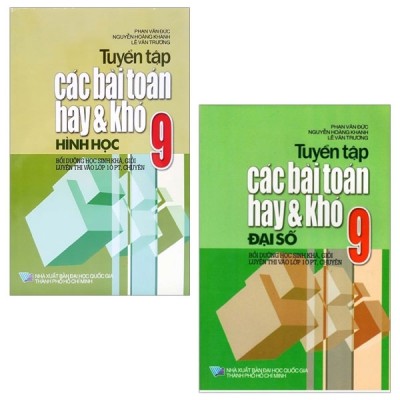 PHAN VĂN ĐỨC
NGUYỄN HOÀNG KHANH
LÊ VĂN TRƯƠNG
Tuyển tập
các bài toán
hay & khó
HÌNH HỌC
9
BỒI DƯỠNG HỌC SINH KHÁ, GIỎI
LUYỆN THI VÀO LỚP 10 PT, CHUYÊN
NHÀ XUẤT BẢN ĐẠI HỌC QUỐC GIA
THÀNH PHỐ HỒ CHÍ MINH
PHAN VĂN ĐỨC
NGUYỄN HOÀNG KHANH
LÊ VĂN TRƯƠNG
Tuyển tập
các bài toán
hay & khó
ĐẠI SỐ
9
BỒI DƯỠNG HỌC SINH KHÁ, GIỎI
LUYỆN THI VÀO LỚP 10 PT, CHUYÊN
NHÀ XUẤT BẢN ĐẠI HỌC QUỐC GIA
THÀNH PHỐ HỒ CHÍ MINH